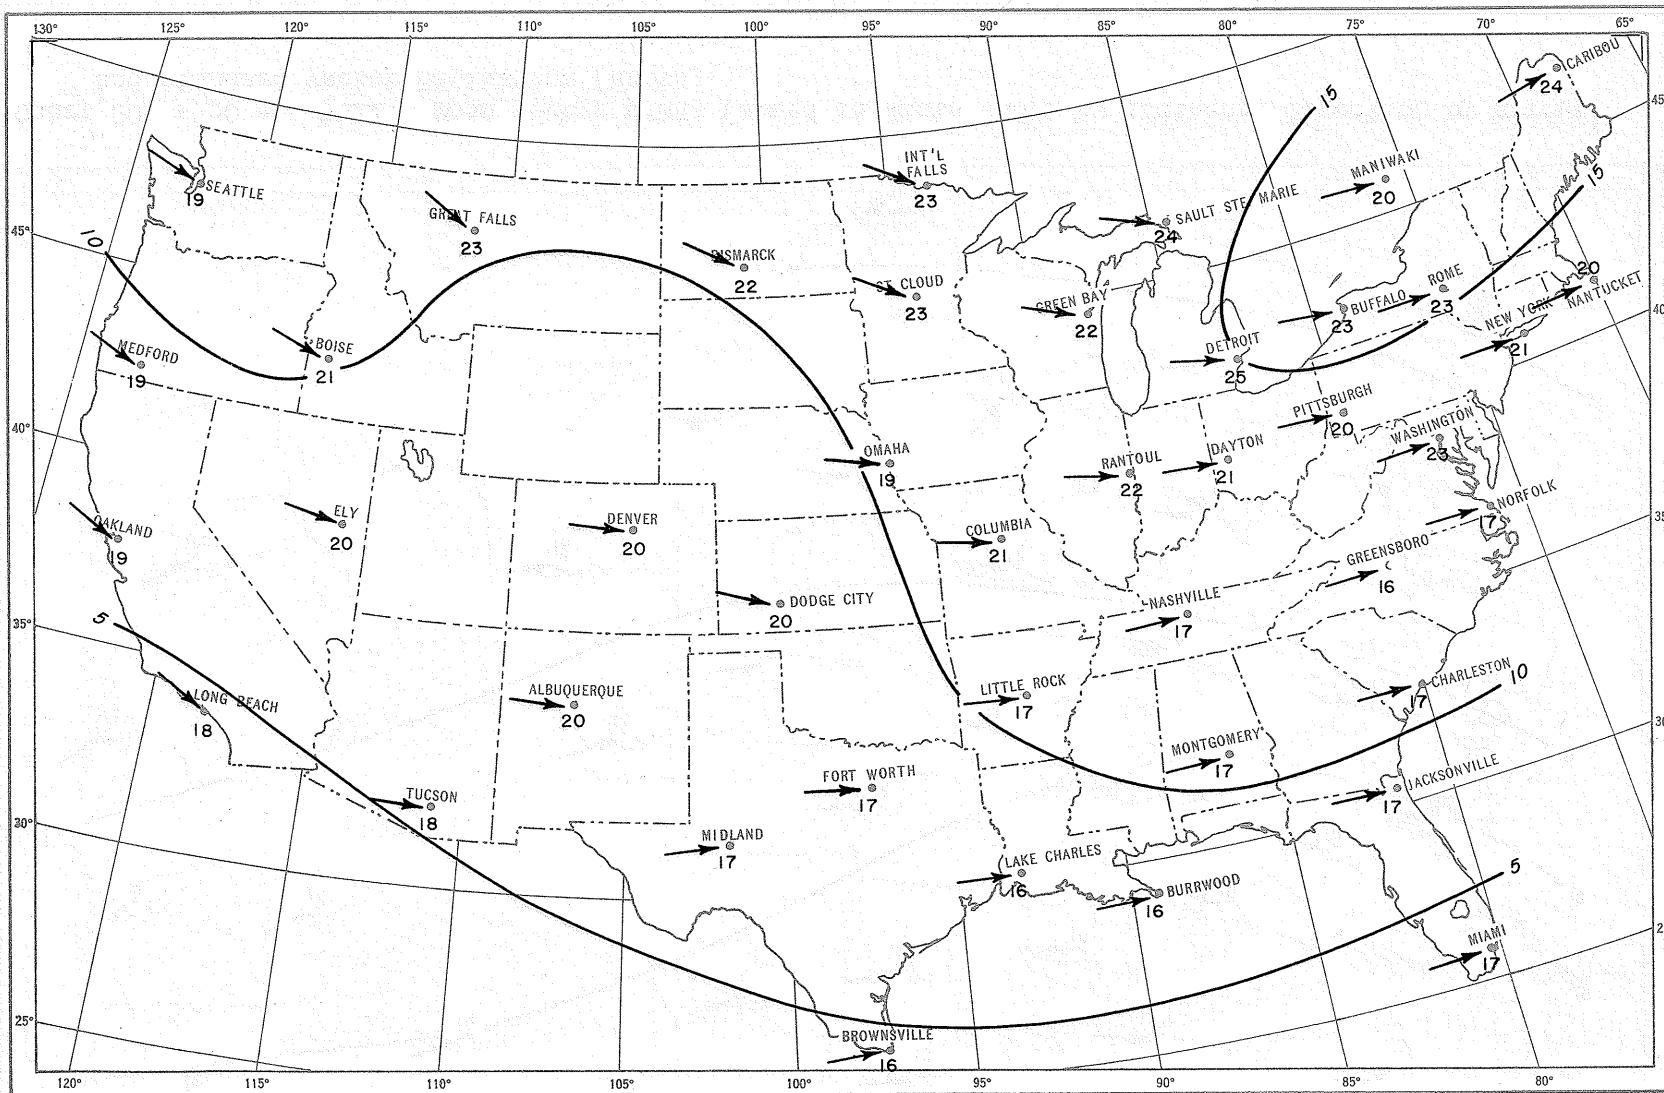 130° 125° 120° 115° 110° 105° 100° 95° 90° 85° 80° 75° 70° 65°
CARIBOU
24
15
45°
INT'L
FALLS
23
MANIWAKI
20
15
SEATTLE
19
SAULT STE. MARIE
24
GREAT FALLS
23
45°
10
BISMARCK
22
ST CLOUD
23
GREEN BAY
22
BUFFALO
23
ROME
23
20
NANTUCKET
NEW YORK
21
40°
MEDFORD
19
BOISE
21
DETROIT
25
PITTSBURGH
20
WASHINGTON
23
40°
OMAHA
19
RANTOUL
22
DAYTON
21
NORFOLK
17
OAKLAND
19
ELY
20
DENVER
20
COLUMBIA
21
GREENSBORO
16
35°
5
DODGE CITY
20
NASHVILLE
17
LONG BEACH
18
ALBUQUERQUE
20
LITTLE ROCK
17
CHARLESTON
17
10
MONTGOMERY
17
TUCSON
18
FORT WORTH
17
JACKSONVILLE
17
30°
MIDLAND
17
LAKE CHARLES
16
BURRWOOD
16
5
MIAMI
17
25°
BROWNSVILLE
16
120° 115° 110° 105° 100° 95° 90° 85° 80°